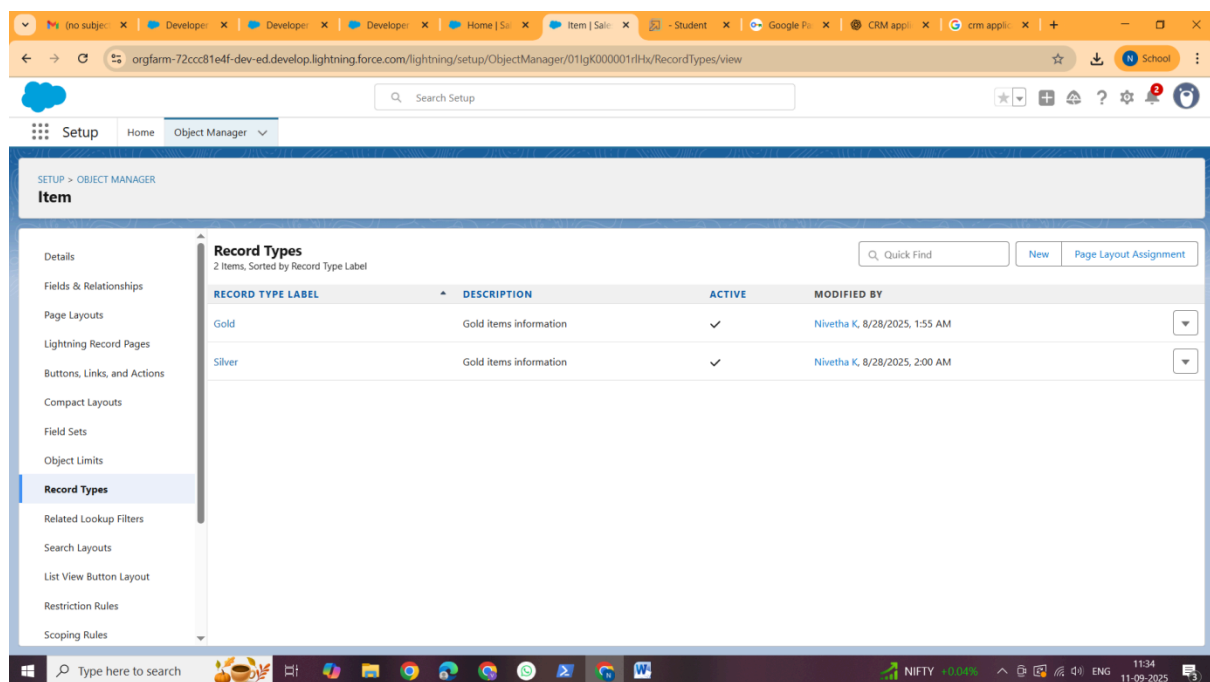 (no subjec
Developer
Developer
Developer
Home | Sal
Item | Sale
- Student
Google Pa
CRM appli
crm applic
orgfarm-72ccc81e4f-dev-ed.develop.lightning.force.com/lightning/setup/ObjectManager/01IgK000001rlHx/RecordTypes/view
N School
Search Setup
2
Setup Home Object Manager
SETUP > OBJECT MANAGER
Item
Details
Fields & Relationships
Page Layouts
Lightning Record Pages
Buttons, Links, and Actions
Compact Layouts
Field Sets
Object Limits
Record Types
Related Lookup Filters
Search Layouts
List View Button Layout
Restriction Rules
Scoping Rules
Record Types
2 Items, Sorted by Record Type Label
Quick Find
New
Page Layout Assignment
RECORD TYPE LABEL DESCRIPTION ACTIVE MODIFIED BY
Gold Gold items information Nivetha K, 8/28/2025, 1:55 AM
Silver Gold items information Nivetha K, 8/28/2025, 2:00 AM
Type here to search
NIFTY +0.04%
ENG
11:34
11-09-2025
3